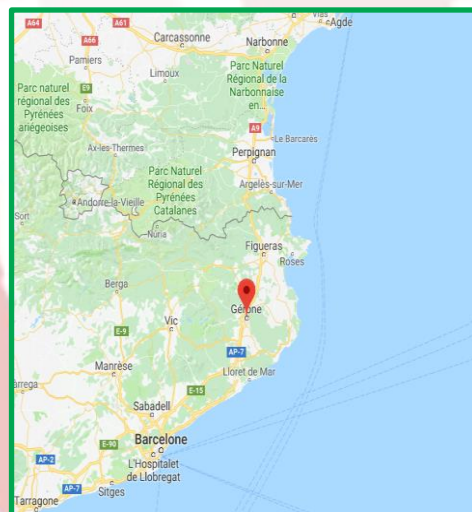 A64
A61
Vias
Agde
Carcassonne
A66
Narbonne
Pamiers
Limoux
Parc Naturel
Régional de la
Narbonnaise
en...
Parc naturel
régional des
Pyrénées
ariégeoises
E9
Foix
A9
Le Barcarès
Ax-les-Thermes
Perpignan
Parc Naturel
Régional des
Pyrénées
Catalanes
Argelès-sur-Mer
Andorre-la-Vieille
Sort
Núria
Figueras
Roses
Berga
Gérone
Vic
E-9
AP-7
Manrèse
Lloret de Mar
arrega
E-15
Sabadell
E-90
Barcelone
AP-2
L'Hospitalet
de Llobregat
AP-7
Sitges
Tarragone